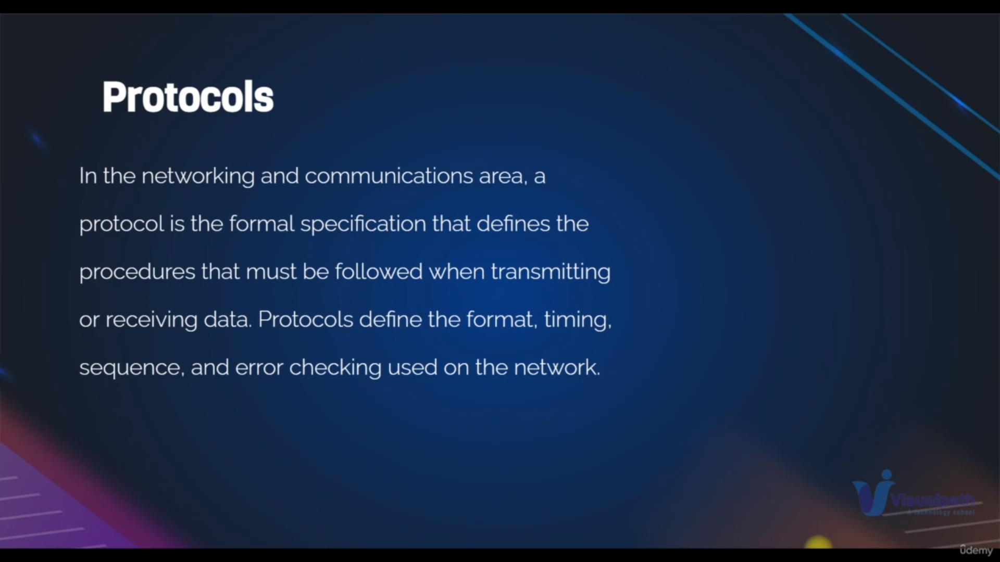 Protocols
In the networking and communications area, a
protocol is the formal specification that defines the
procedures that must be followed when transmitting
or receiving data. Protocols define the format, timing,
sequence, and error checking used on the network.
Visualpath
A technology school
ûdemy